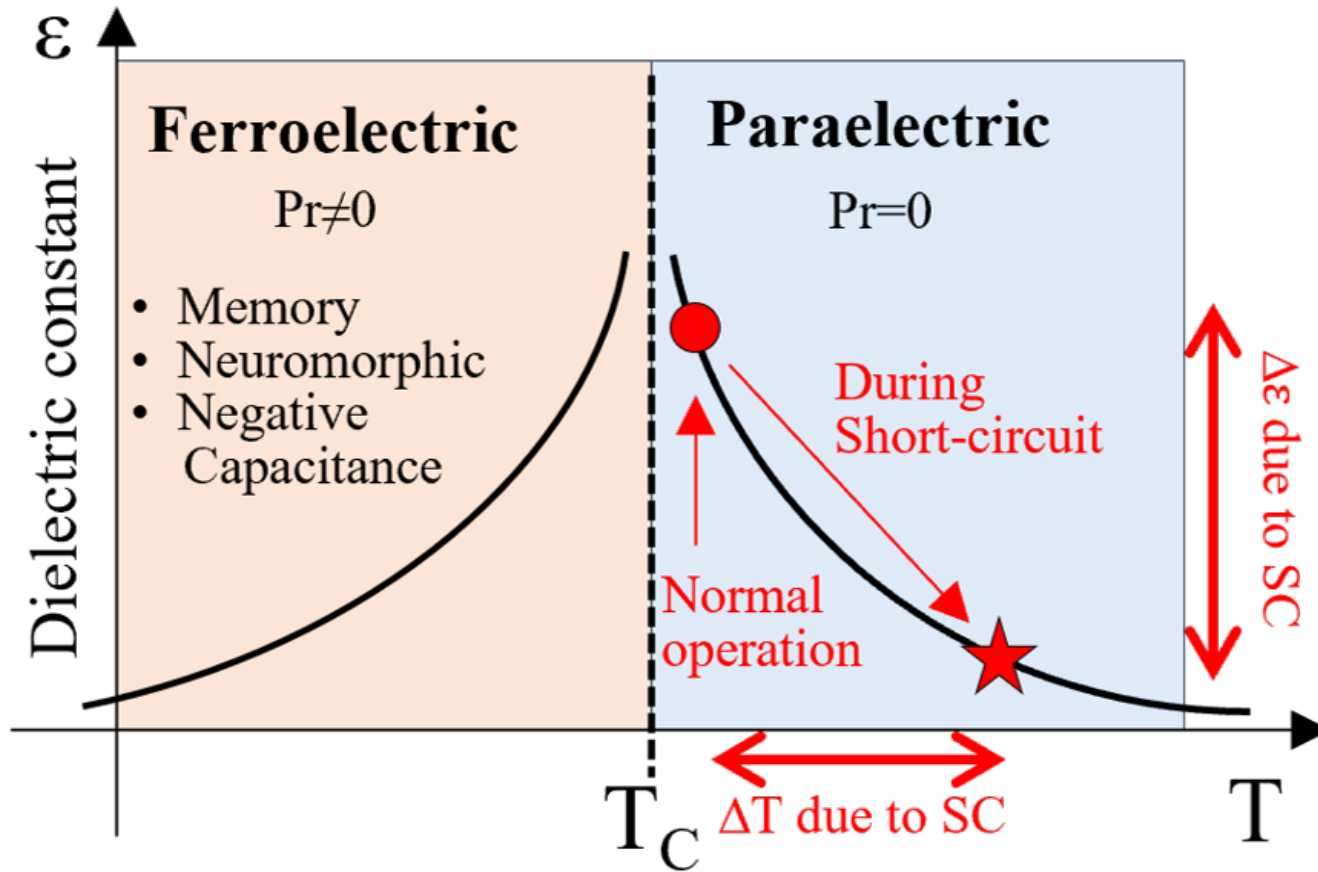 ε
Dielectric constant
Ferroelectric
Pr≠0
• Memory
• Neuromorphic
• Negative
Capacitance
Paraelectric
Pr=0
During
Short-circuit
Normal
operation
Δε due to SC
T_C
ΔT due to SC
T